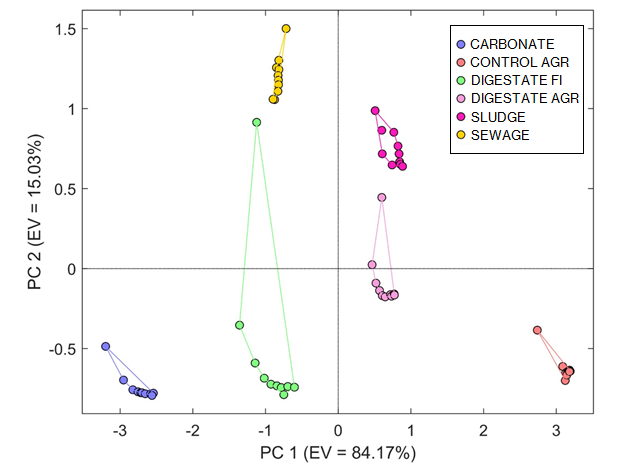 1.5
1
0.5
0
-0.5
PC 2 (EV = 15.03%)
CARBONATE
CONTROL AGR
DIGESTATE FI
DIGESTATE AGR
SLUDGE
SEWAGE
-3 -2 -1 0 1 2 3
PC 1 (EV = 84.17%)